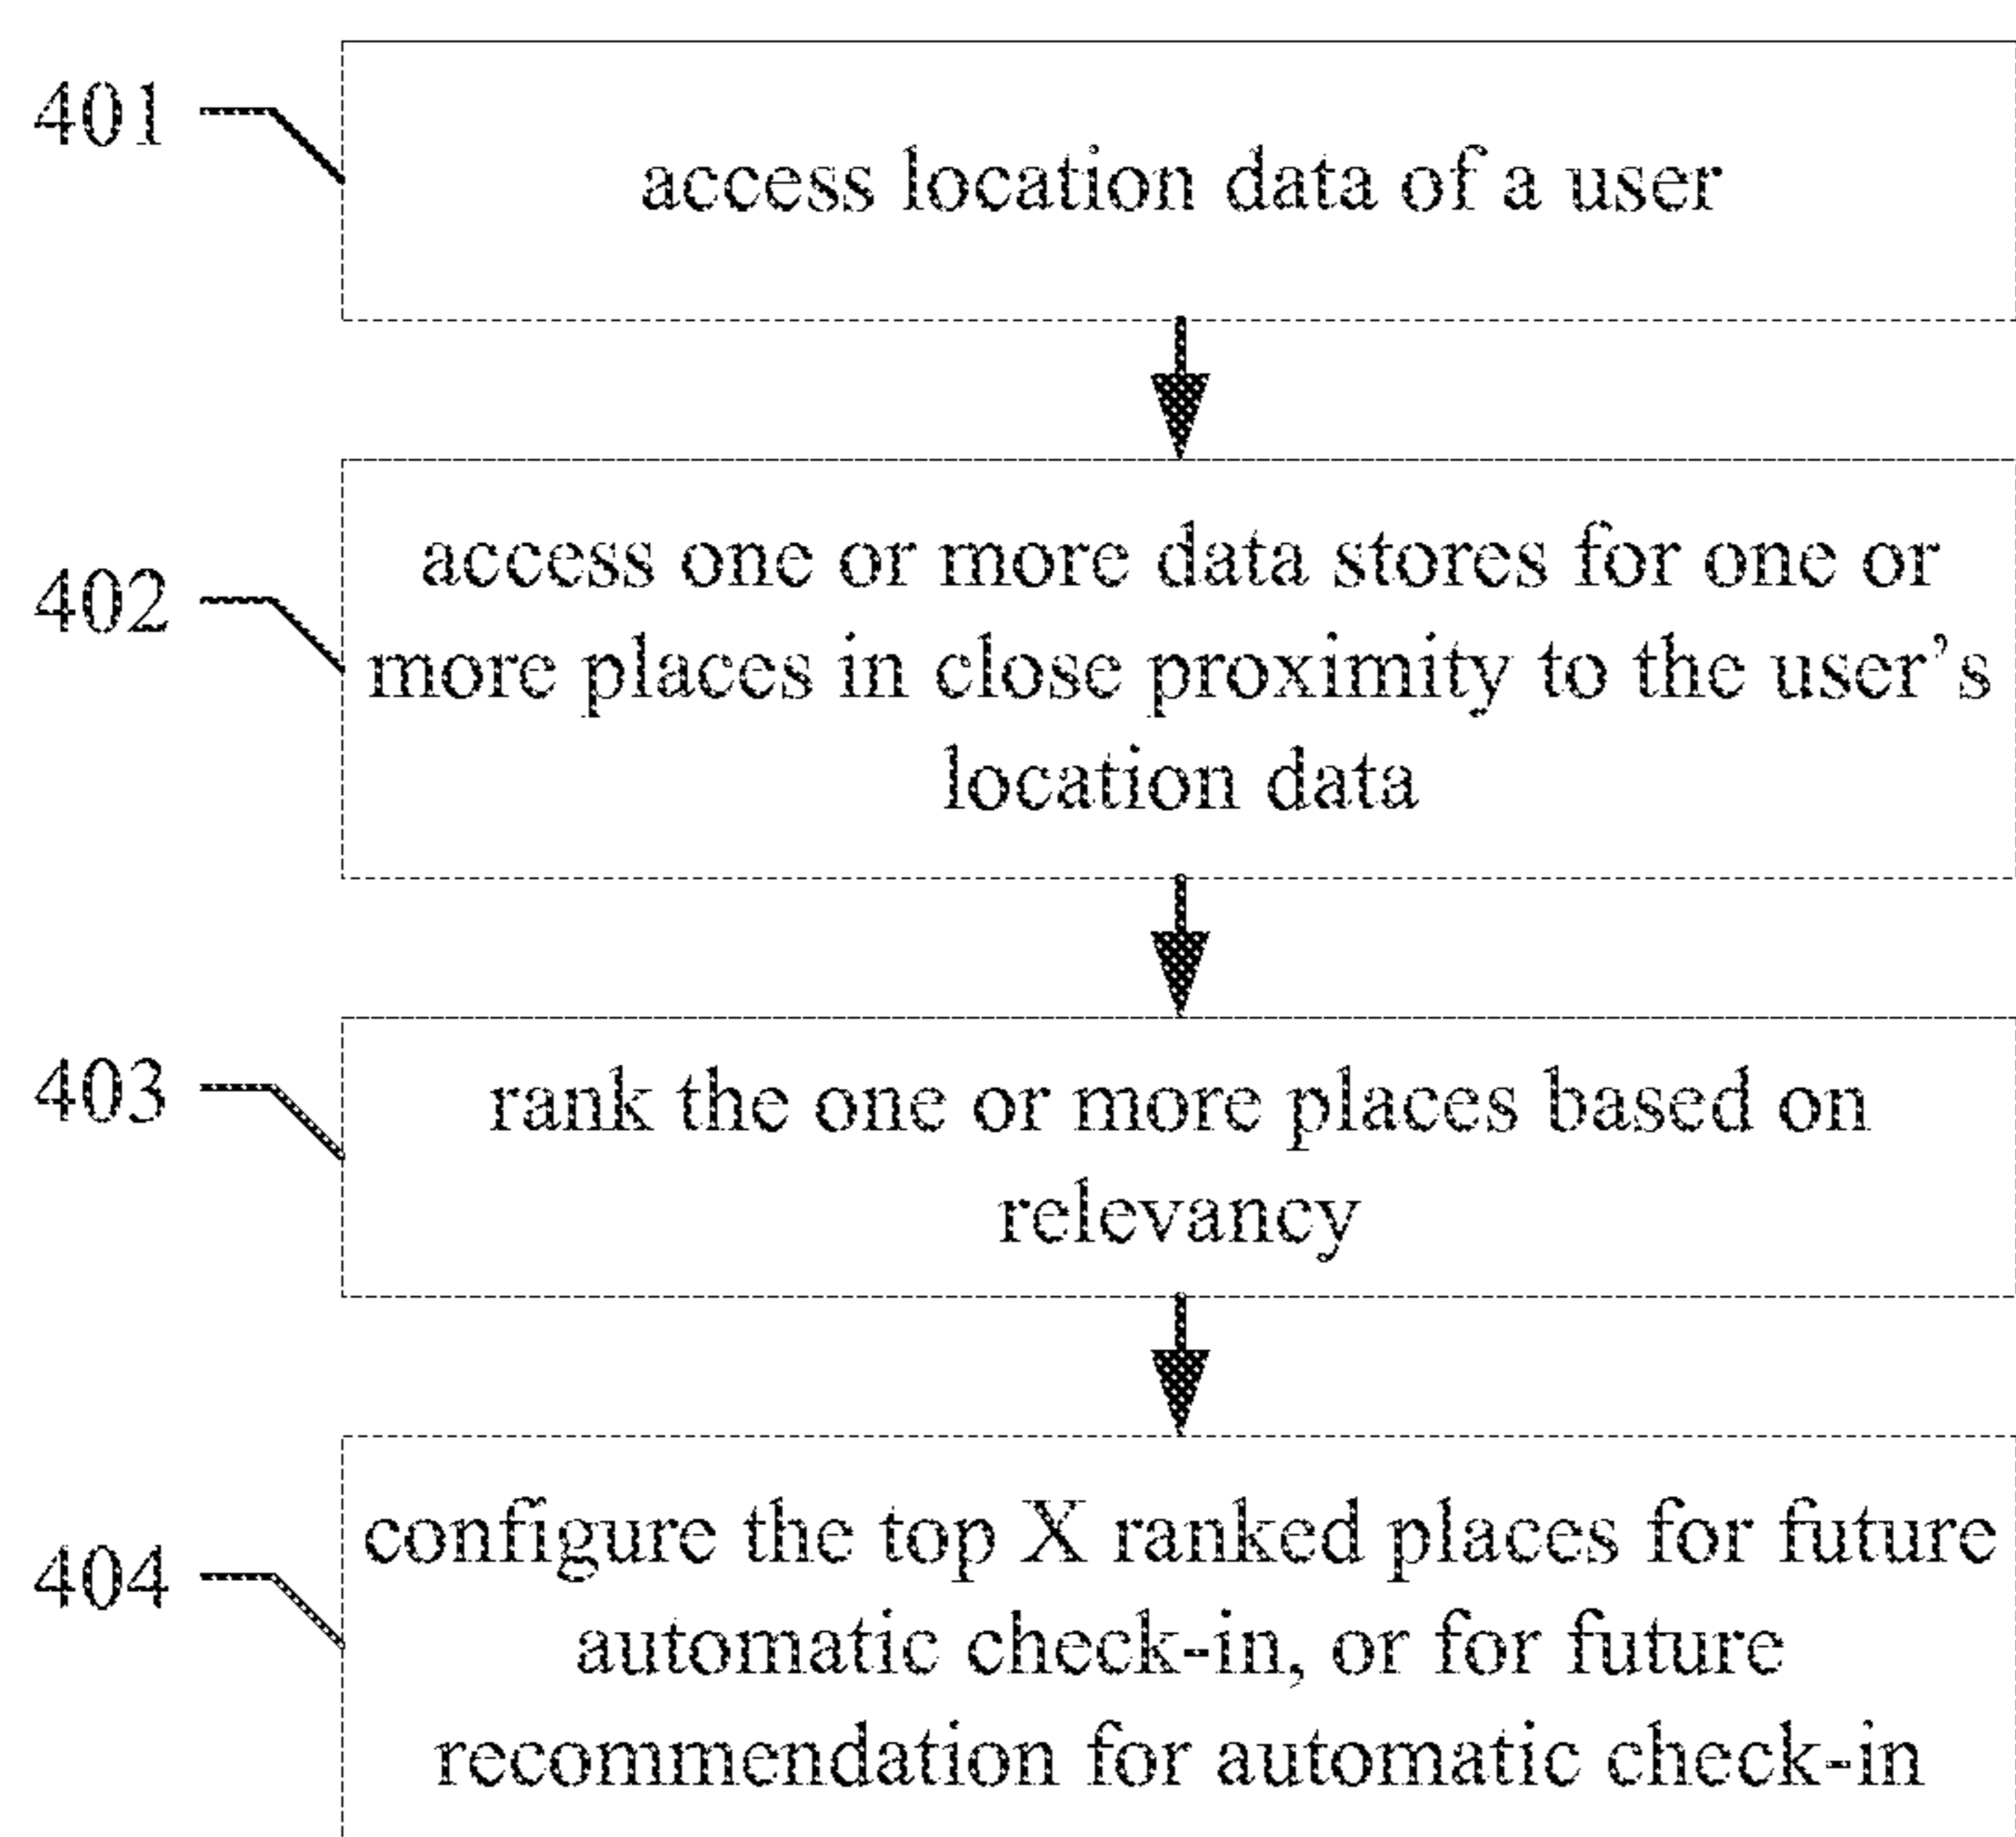 401
access location data of a user
402
access one or more data stores for one or
more places in close proximity to the user's
location data
403
rank the one or more places based on
relevancy
404
configure the top X ranked places for future
automatic check-in, or for future
recommendation for automatic check-in